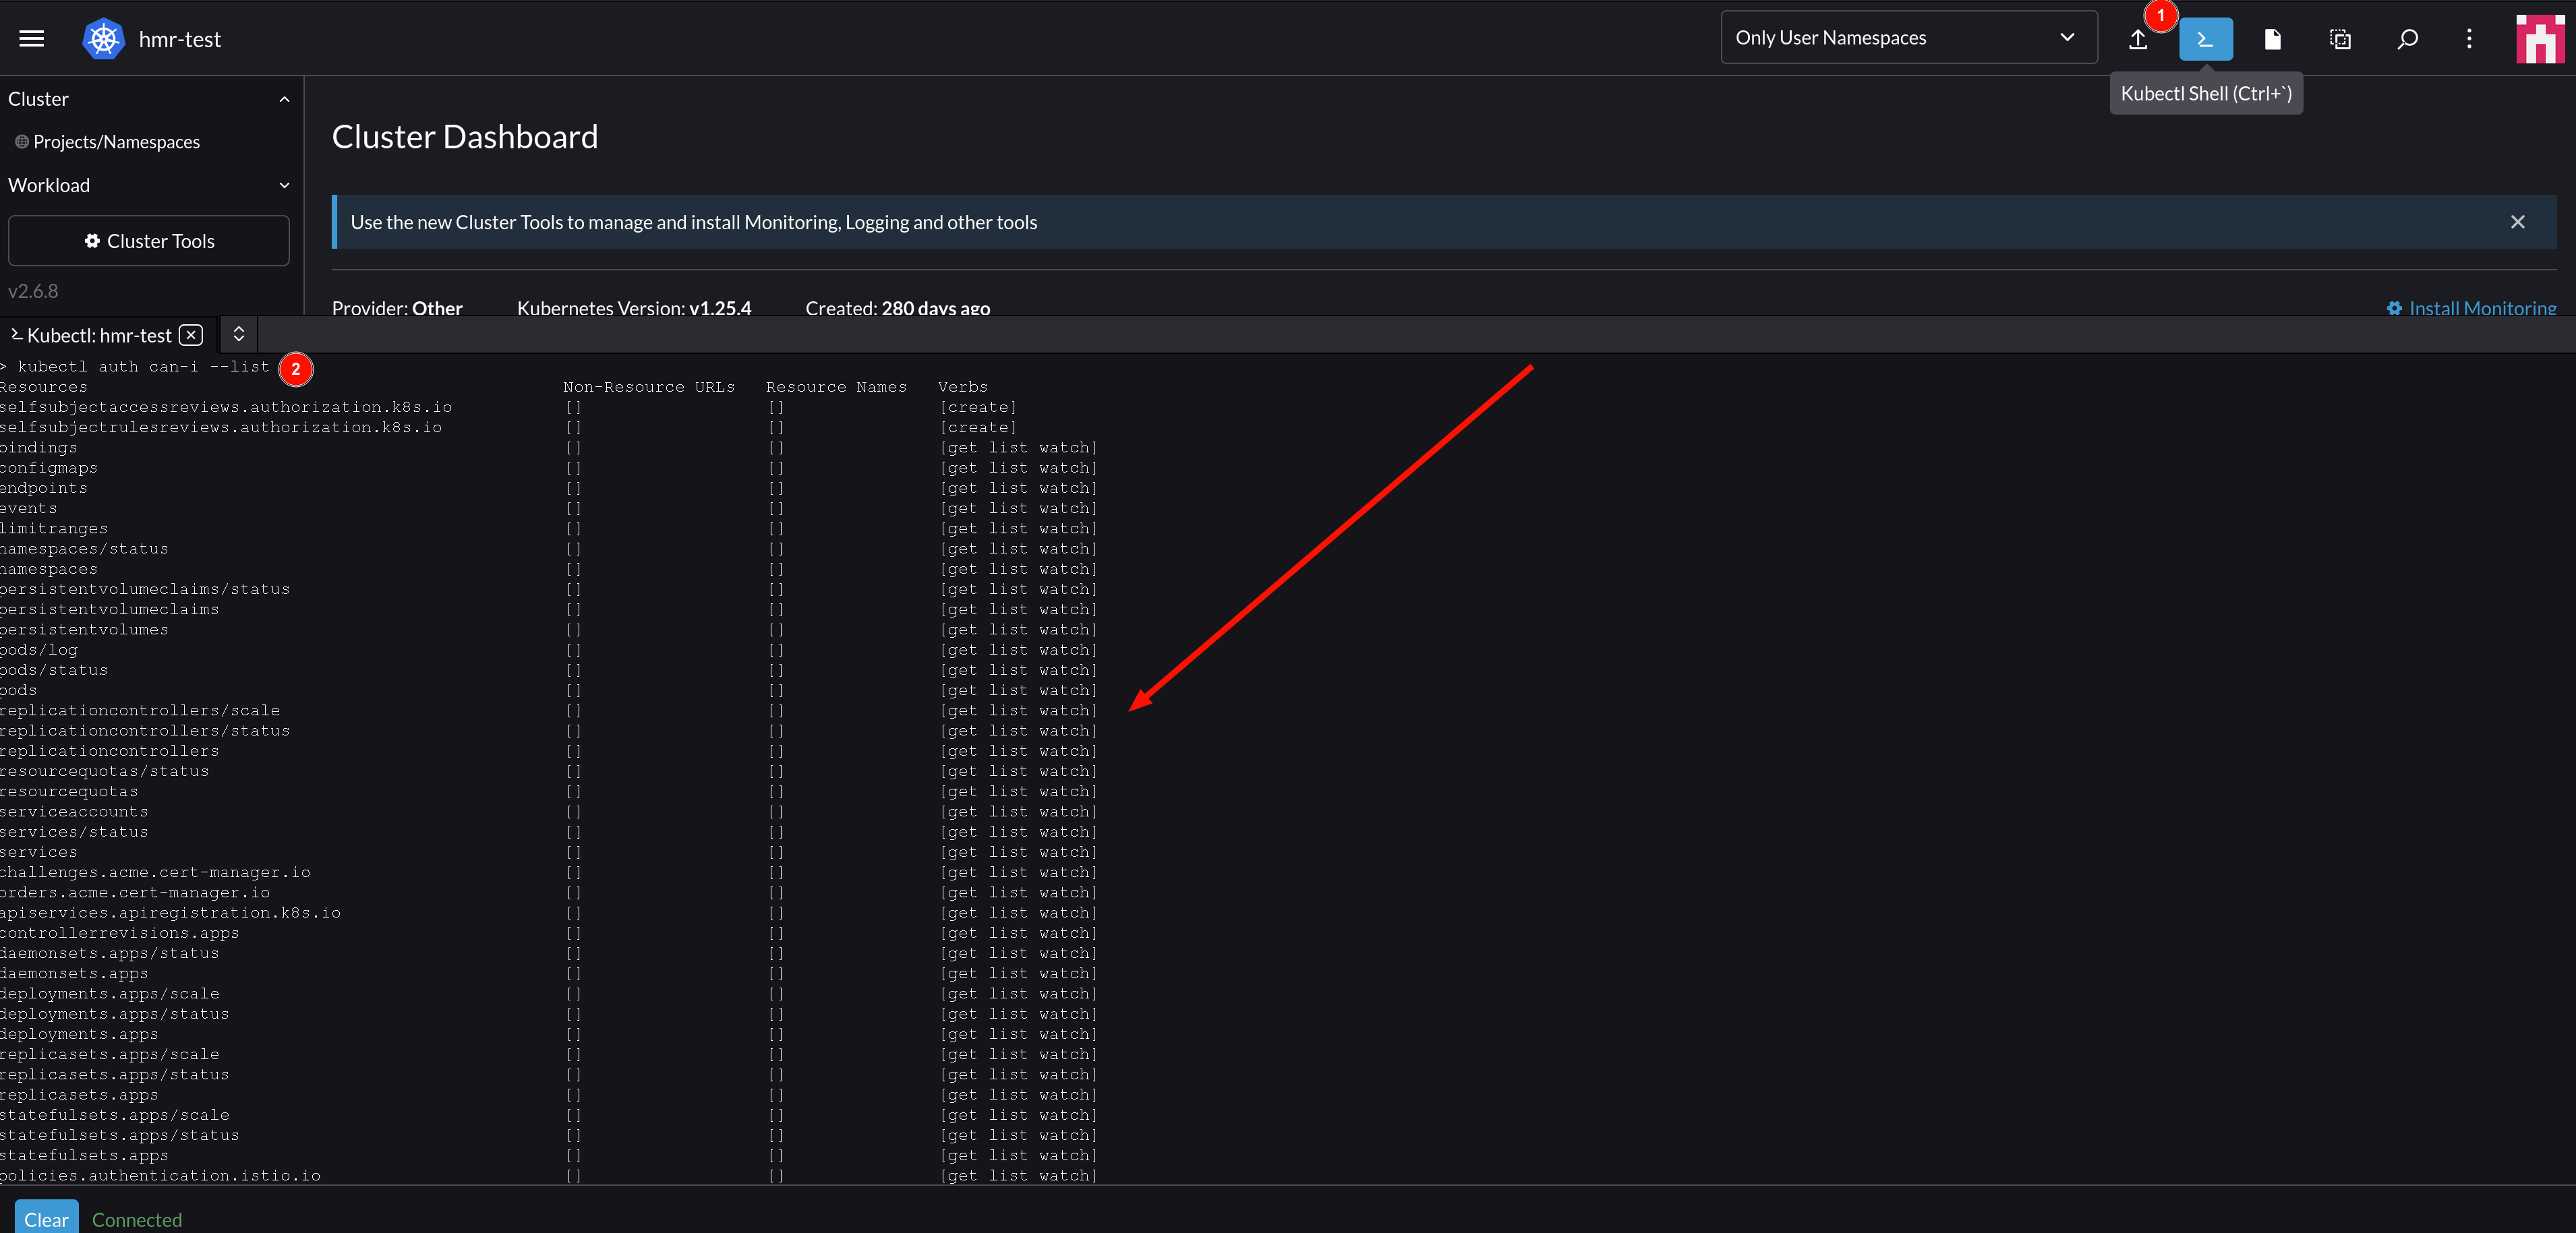 hmr-test
Only User Namespaces
1
Kubectl Shell (Ctrl+`)
Cluster
Projects/Namespaces
Workload
Cluster Tools
v2.6.8
Cluster Dashboard
Use the new Cluster Tools to manage and install Monitoring, Logging and other tools
Provider: Other Kubernetes Version: v1.25.4 Created: 280 days ago Install Monitoring
Kubectl: hmr-test
> kubectl auth can-i --list 2
Resources Non-Resource URLs Resource Names Verbs
selfsubjectaccessreviews.authorization.k8s.io [] [] [create]
selfsubjectrulesreviews.authorization.k8s.io [] [] [create]
bindings [] [] [get list watch]
configmaps [] [] [get list watch]
endpoints [] [] [get list watch]
events [] [] [get list watch]
limitranges [] [] [get list watch]
namespaces/status [] [] [get list watch]
namespaces [] [] [get list watch]
persistentvolumeclaims/status [] [] [get list watch]
persistentvolumeclaims [] [] [get list watch]
persistentvolumes [] [] [get list watch]
pods/log [] [] [get list watch]
pods/status [] [] [get list watch]
pods [] [] [get list watch]
replicationcontrollers/scale [] [] [get list watch]
replicationcontrollers/status [] [] [get list watch]
replicationcontrollers [] [] [get list watch]
resourcequotas/status [] [] [get list watch]
resourcequotas [] [] [get list watch]
serviceaccounts [] [] [get list watch]
services/status [] [] [get list watch]
services [] [] [get list watch]
challenges.acme.cert-manager.io [] [] [get list watch]
orders.acme.cert-manager.io [] [] [get list watch]
apiservices.apiregistration.k8s.io [] [] [get list watch]
controllerrevisions.apps [] [] [get list watch]
daemonsets.apps/status [] [] [get list watch]
daemonsets.apps [] [] [get list watch]
deployments.apps/scale [] [] [get list watch]
deployments.apps/status [] [] [get list watch]
deployments.apps [] [] [get list watch]
replicasets.apps/scale [] [] [get list watch]
replicasets.apps/status [] [] [get list watch]
replicasets.apps [] [] [get list watch]
statefulsets.apps/scale [] [] [get list watch]
statefulsets.apps/status [] [] [get list watch]
statefulsets.apps [] [] [get list watch]
policies.authentication.istio.io [] [] [get list watch]
Clear Connected